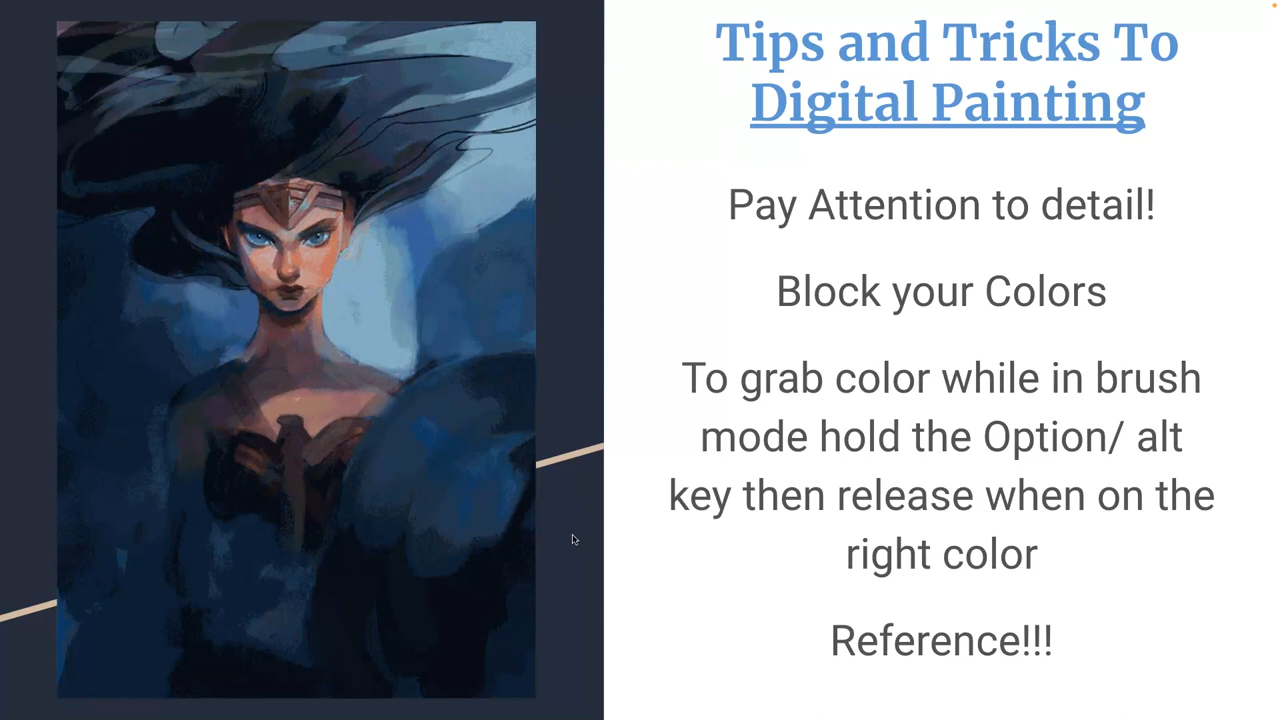 Tips and Tricks To
Digital Painting
Pay Attention to detail!
Block your Colors
To grab color while in brush
mode hold the Option/ alt
key then release when on the
right color
Reference!!!